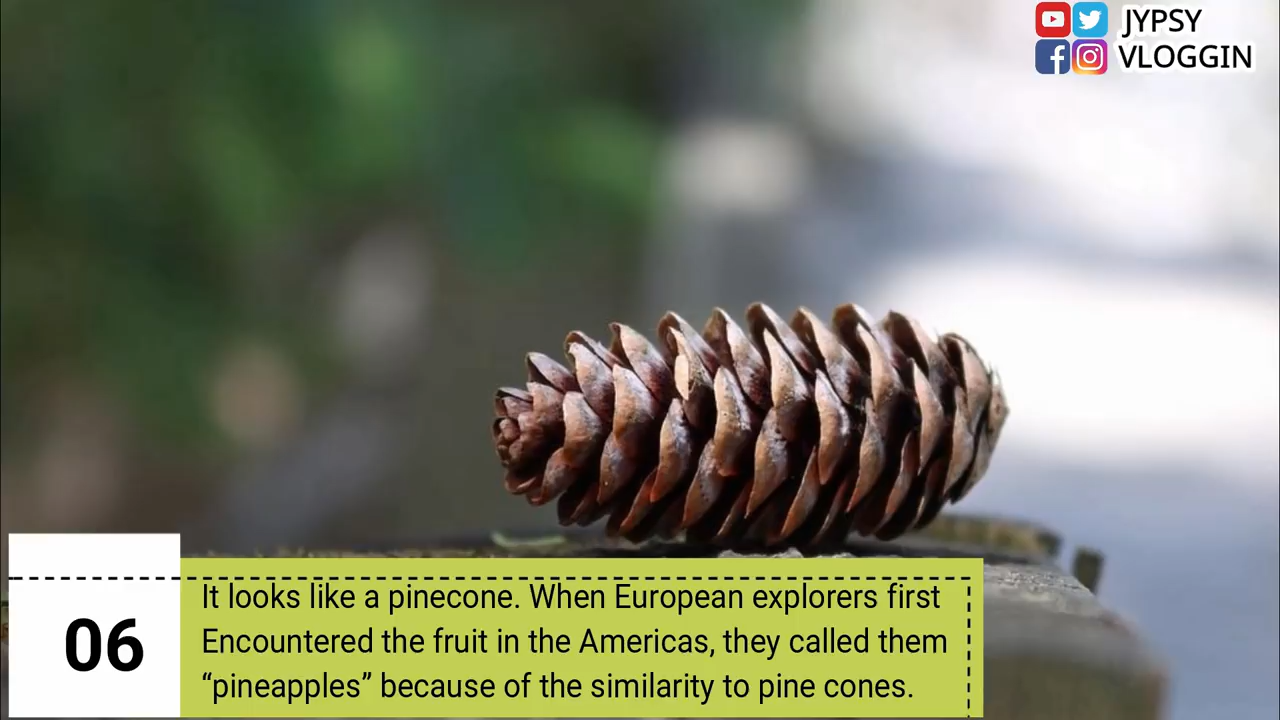 JYPSY
VLOGGIN
06
It looks like a pinecone. When European explorers first
Encountered the fruit in the Americas, they called them
“pineapples” because of the similarity to pine cones.